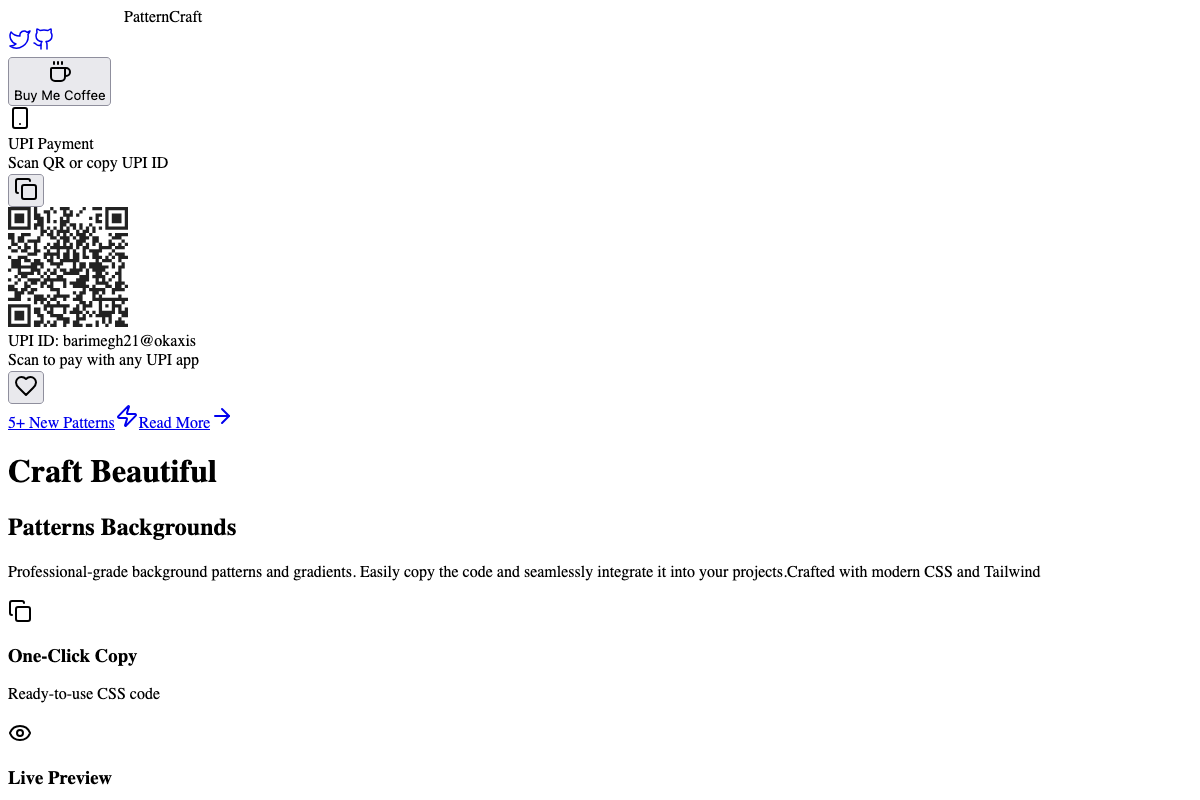 PatternCraft
Buy Me Coffee
UPI Payment
Scan QR or copy UPI ID
UPI ID: barimegh21@okaxis
Scan to pay with any UPI app
5+ New Patterns Read More
Craft Beautiful
Patterns Backgrounds
Professional-grade background patterns and gradients. Easily copy the code and seamlessly integrate it into your projects.Crafted with modern CSS and Tailwind
One-Click Copy
Ready-to-use CSS code
Live Preview